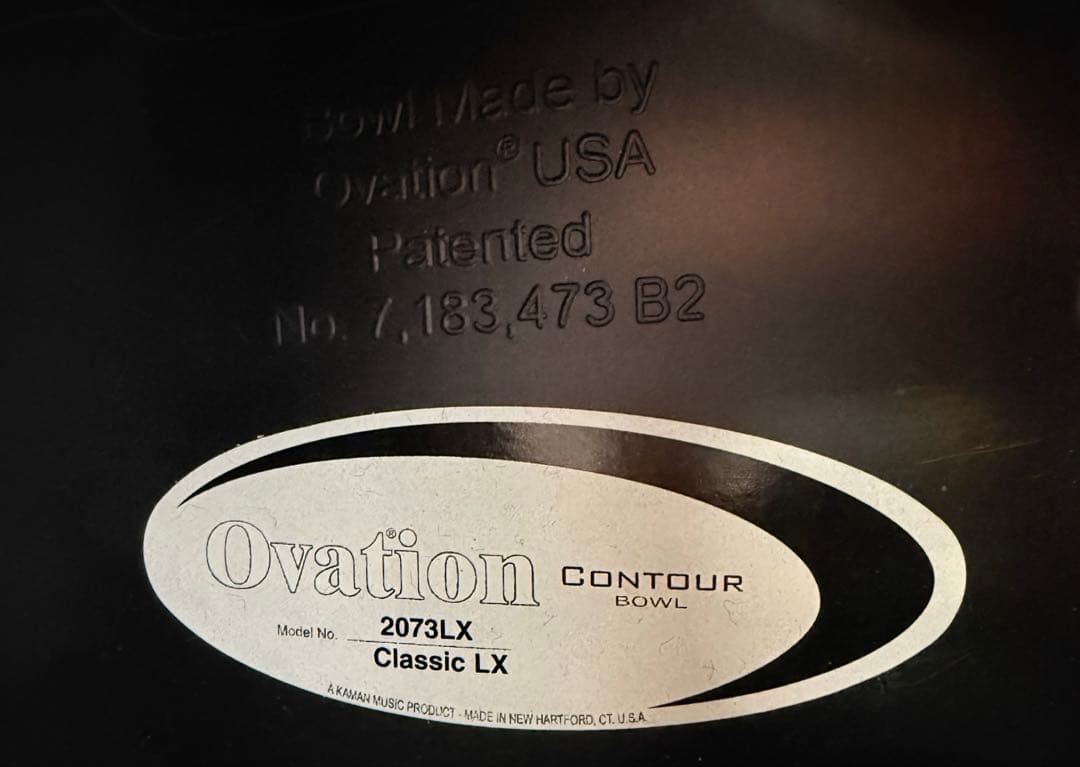 Bowl Made by
Ovation® USA
Patented
No. 7,183,473 B2
Ovation® CONTOUR
BOWL
Model No. 2073LX
Classic LX
A KAMAN MUSIC PRODUCT - MADE IN NEW HARTFORD, CT. U.S.A.